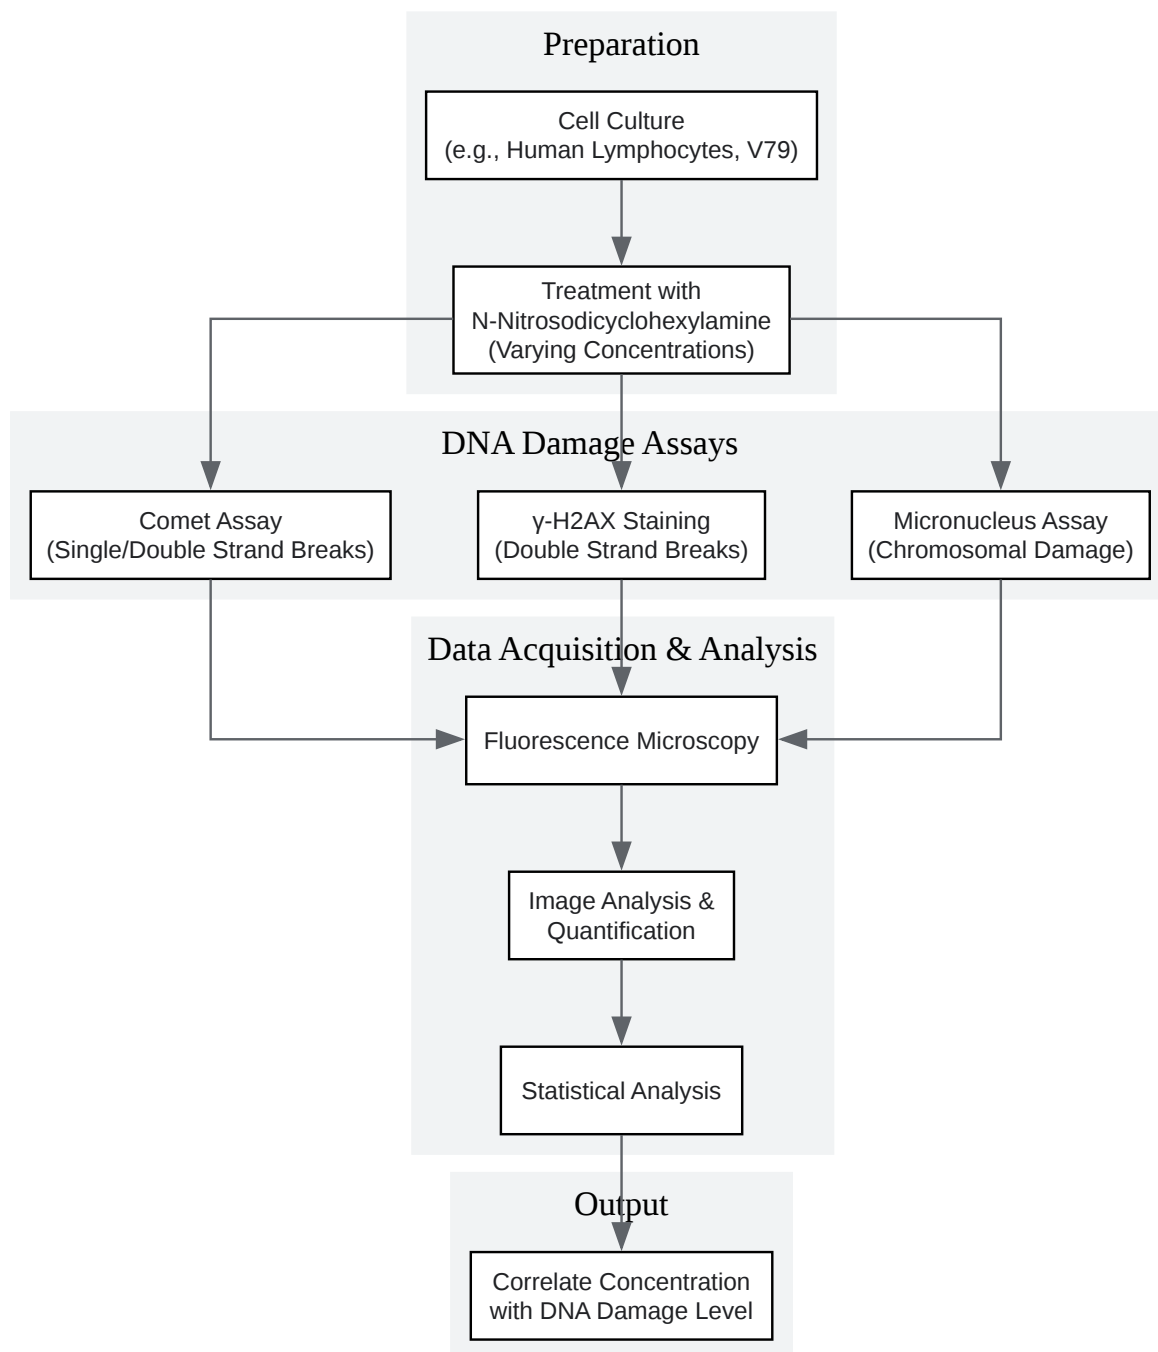 Preparation
Cell Culture
(e.g., Human Lymphocytes, V79)
Treatment with
N-Nitrosodicyclohexylamine
(Varying Concentrations)
DNA Damage Assays
Comet Assay
(Single/Double Strand Breaks)
γ-H2AX Staining
(Double Strand Breaks)
Micronucleus Assay
(Chromosomal Damage)
Data Acquisition & Analysis
Fluorescence Microscopy
Image Analysis &
Quantification
Statistical Analysis
Output
Correlate Concentration
with DNA Damage Level